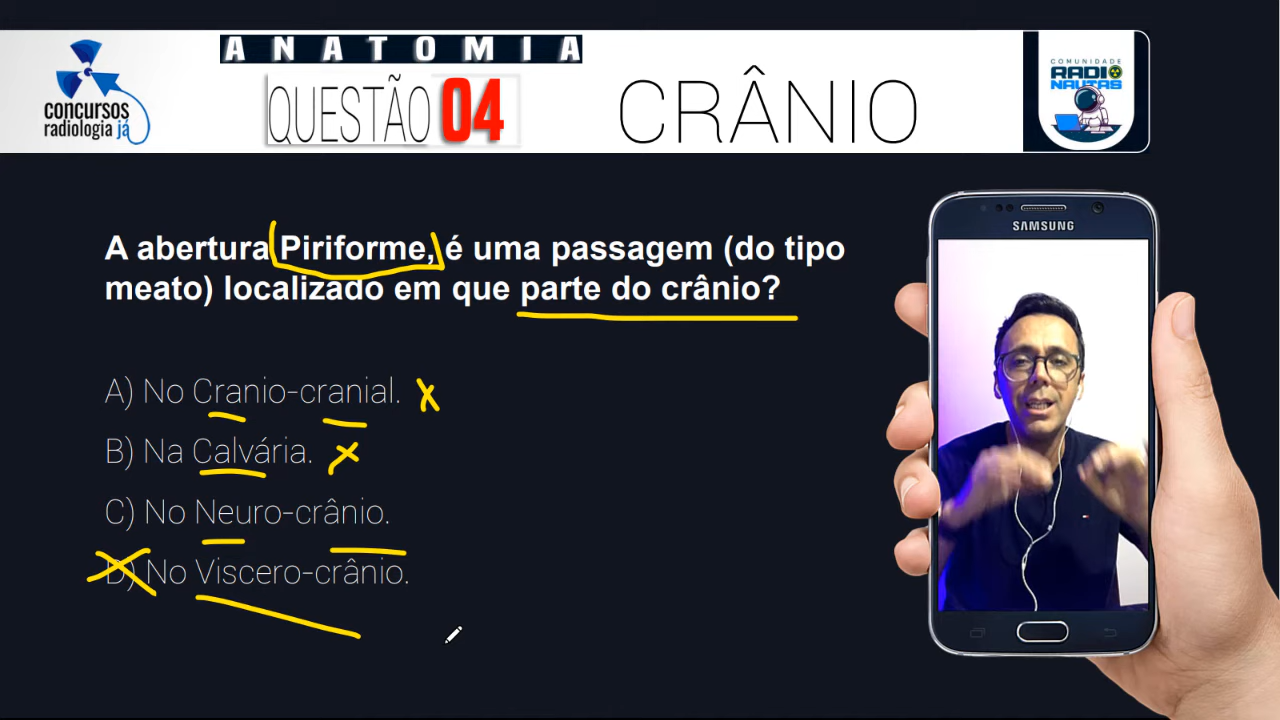 ANATOMIA
concursos
radiologia já
QUESTÃO 04
CRÂNIO
COMUNIDADE
RADIO
NAUTAS
A abertura Piriforme, é uma passagem (do tipo
meato) localizado em que parte do crânio?
A) No Cranio-cranial.
B) Na Calvária.
C) No Neuro-crânio.
D) No Viscero-crânio.
SAMSUNG